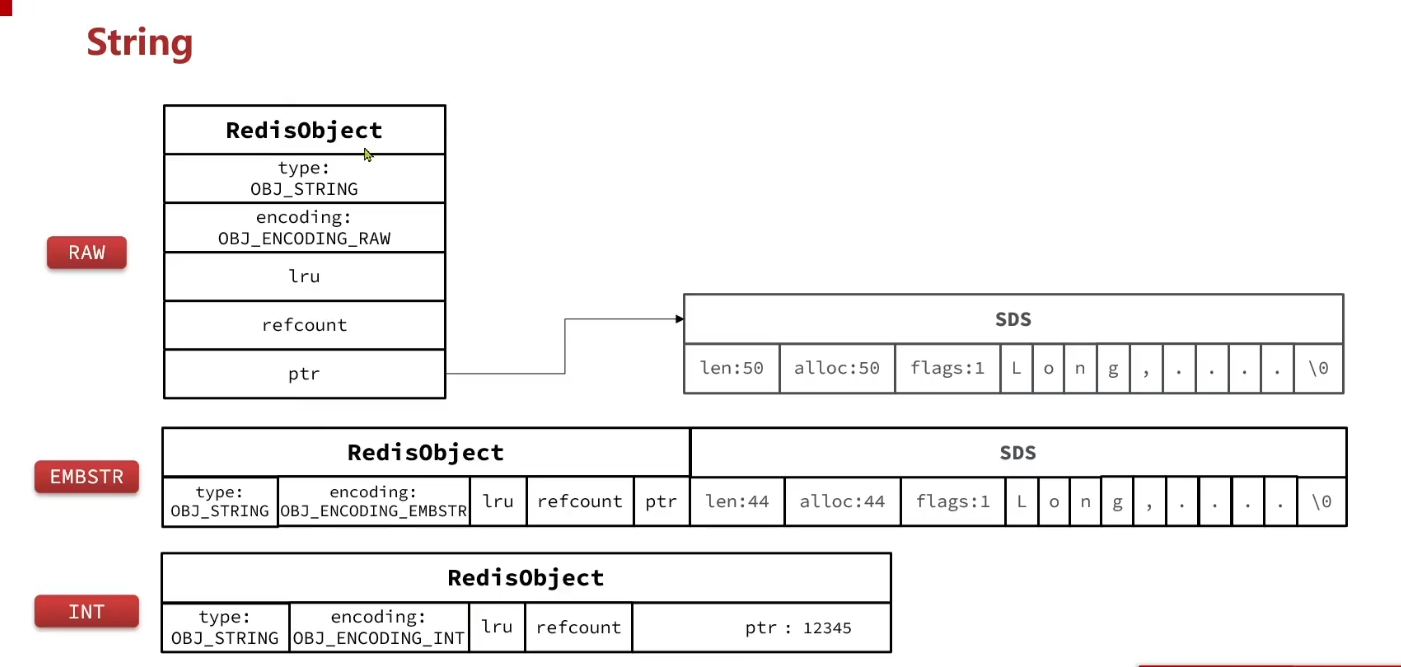 String
RedisObject
type:
OBJ_STRING
encoding:
OBJ_ENCODING_RAW
RAW
lru
refcount
ptr
SDS
len:50 alloc:50 flags:1 L o n g , . . . . \0
RedisObject SDS
EMBSTR
type: encoding:
OBJ_STRING OBJ_ENCODING_EMBSTR lru refcount ptr len:44 alloc:44 flags:1 L o n g , . . . . \0
RedisObject
INT
type: encoding:
OBJ_STRING OBJ_ENCODING_INT lru refcount ptr : 12345